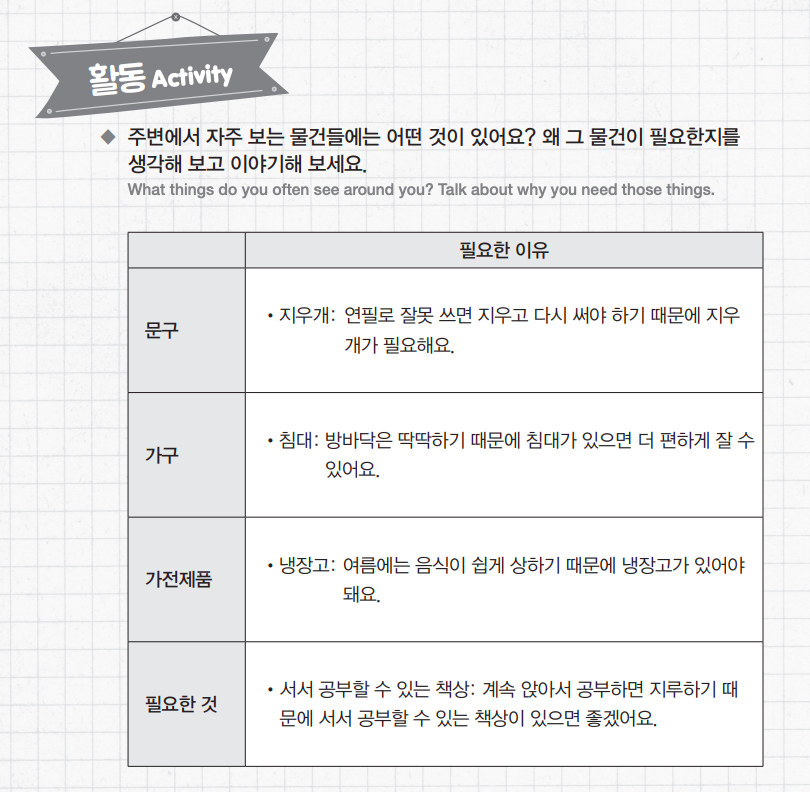 활동 Activity
◆ 주변에서 자주 보는 물건들에는 어떤 것이 있어요? 왜 그 물건이 필요한지를
생각해 보고 이야기해 보세요.
What things do you often see around you? Talk about why you need those things.
필요한 이유
문구
• 지우개: 연필로 잘못 쓰면 지우고 다시 써야 하기 때문에 지우
개가 필요해요.
가구
• 침대: 방바닥은 딱딱하기 때문에 침대가 있으면 더 편하게 잘 수
있어요.
가전제품
• 냉장고: 여름에는 음식이 쉽게 상하기 때문에 냉장고가 있어야
돼요.
필요한 것
• 서서 공부할 수 있는 책상: 계속 앉아서 공부하면 지루하기 때
문에 서서 공부할 수 있는 책상이 있으면 좋겠어요.